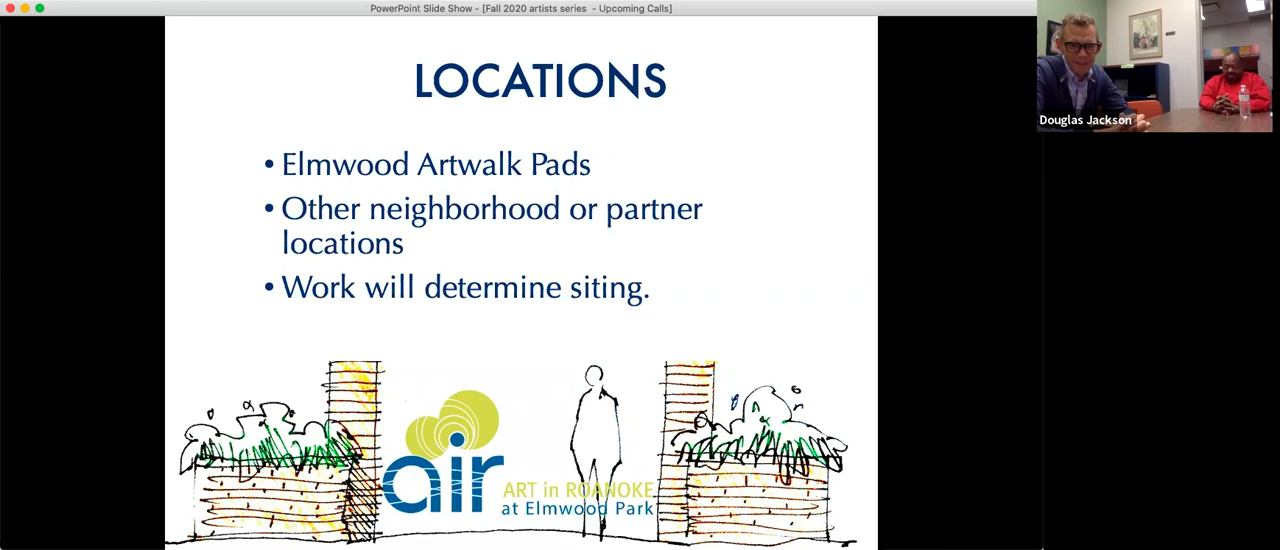 PowerPoint Slide Show - [Fall 2020 artists series - Upcoming Calls]
LOCATIONS
• Elmwood Artwalk Pads
• Other neighborhood or partner
locations
• Work will determine siting.
air
ART in ROANOKE
at Elmwood Park
Douglas Jackson